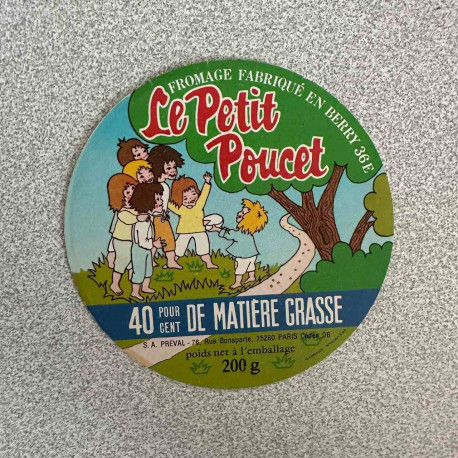 FROMAGE FABRIQUÉ EN BERRY 36E
Le Petit
Poucet
40 POUR CENT DE MATIÈRE GRASSE
S. A. PRÉVAL - 76, Rue Bonaparte, 75260 PARIS Cedex 06
poids net à l'emballage
200 g